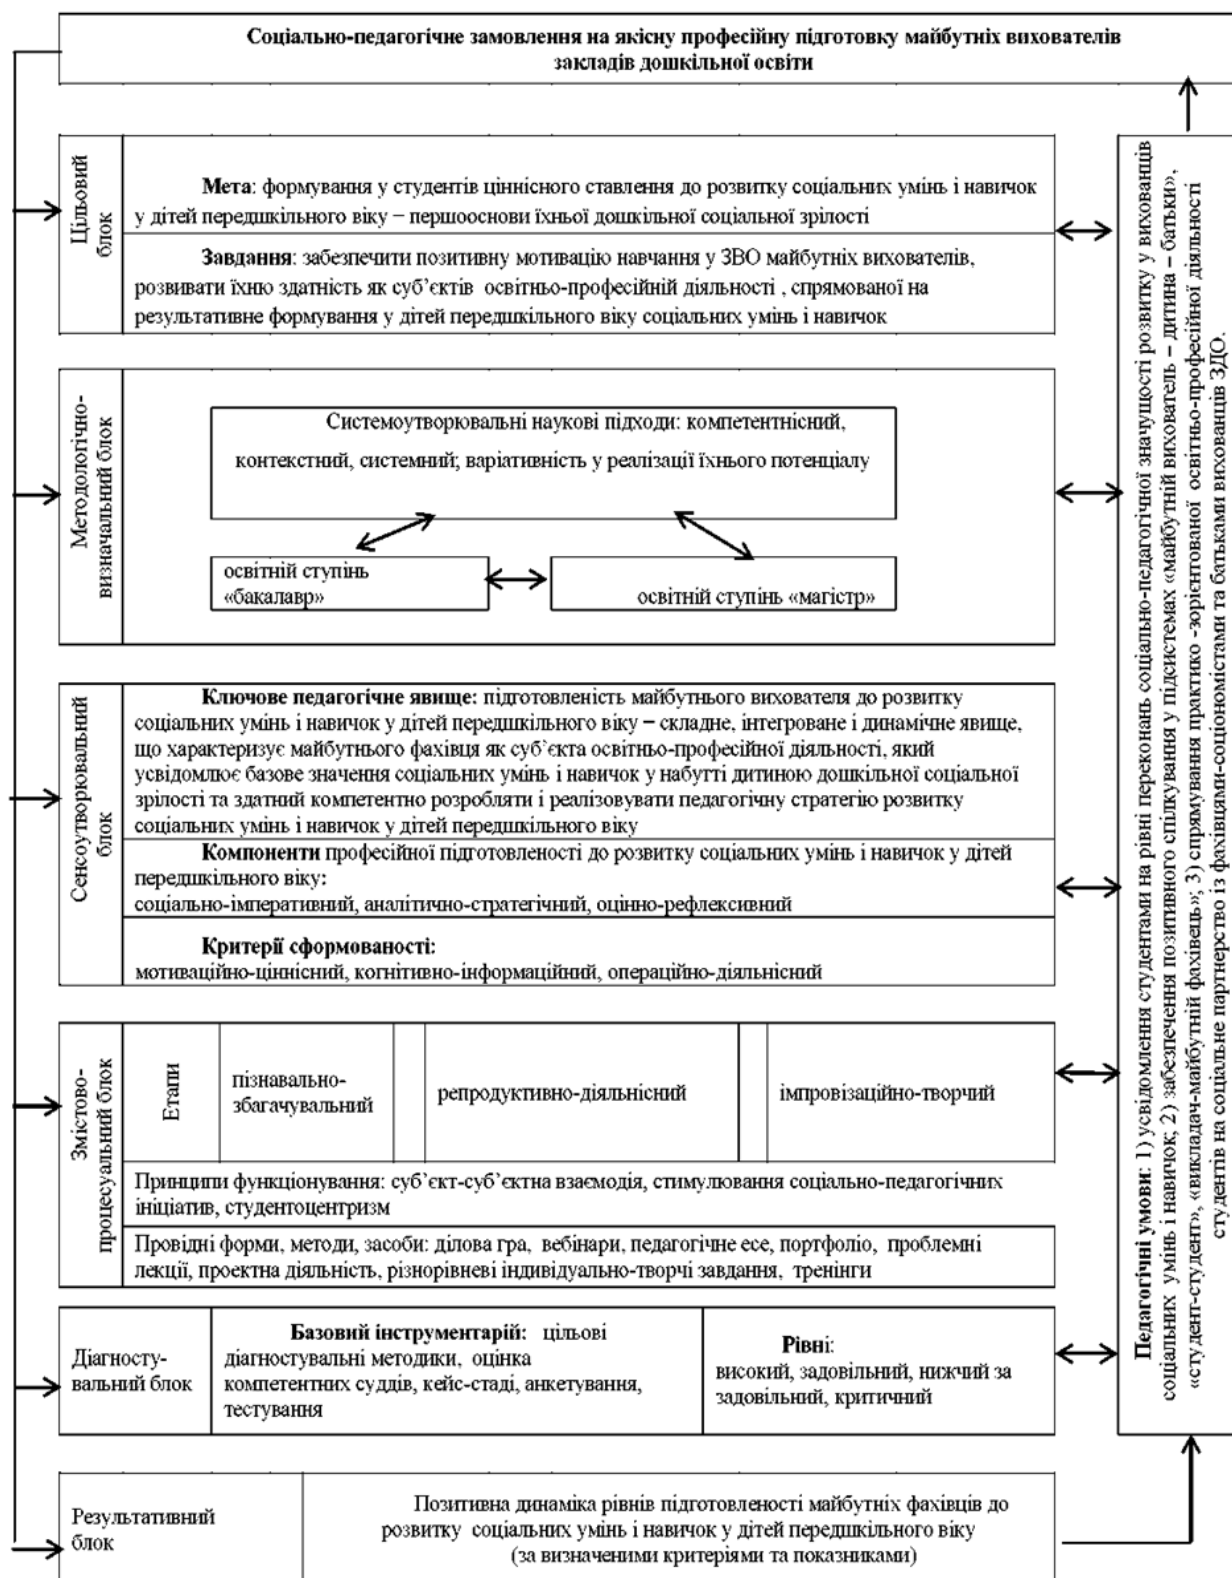 Соціально-педагогічне замовлення на якісну професійну підготовку майбутніх вихователів
закладів дошкільної освіти
Цільовий
блок
Мета: формування у студентів ціннісного ставлення до розвитку соціальних умінь і навичок
у дітей передшкільного віку – першооснови їхньої дошкільної соціальної зрілості
Завдання: забезпечити позитивну мотивацію навчання у ЗВО майбутніх вихователів,
розвивати їхню здатність як суб’єктів освітньо-професійній діяльності , спрямованої на
результативне формування у дітей передшкільного віку соціальних умінь і навичок
Методологічно-
визначальний блок
Системоутворювальні наукові підходи: компетентнісний,
контекстний, системний; варіативність у реалізації їхнього потенціалу
освітній ступінь
«бакалавр»
освітній ступінь «магістр»
Сенсоутворювальний
блок
Ключове педагогічне явище: підготовленість майбутнього вихователя до розвитку
соціальних умінь і навичок у дітей передшкільного віку – складне, інтегроване і динамічне явище,
що характеризує майбутнього фахівця як суб’єкта освітньо-професійної діяльності, який
усвідомлює базове значення соціальних умінь і навичок у набутті дитиною дошкільної соціальної
зрілості та здатний компетентно розробляти і реалізовувати педагогічну стратегію розвитку
соціальних умінь і навичок у дітей передшкільного віку
Компоненти професійної підготовленості до розвитку соціальних умінь і навичок у дітей
передшкільного віку:
соціально-імперативний, аналітично-стратегічний, оцінно-рефлексивний
Критерії сформованості:
мотиваційно-ціннісний, когнітивно-інформаційний, операційно-діяльнісний
Змістово-
процесуальний блок
Етапи
пізнавально-
збагачувальний
репродуктивно-діяльнісний
імпровізаційно-творчий
Принципи функціонування: суб’єкт-суб’єктна взаємодія, стимулювання соціально-педагогічних
ініціатив, студентоцентризм
Провідні форми, методи, засоби: ділова гра, вебінари, педагогічне есе, портфоліо, проблемні
лекції, проектна діяльність, різнорівневі індивідуально-творчі завдання, тренінги
Діагносту-
вальний блок
Базовий інструментарій: цільові
діагностувальні методики, оцінка
компетентних суддів, кейс-стаді, анкетування,
тестування
Рівні:
високий, задовільний, нижчий за
задовільний, критичний
Результативний
блок
Позитивна динаміка рівнів підготовленості майбутніх фахівців до
розвитку соціальних умінь і навичок у дітей передшкільного віку
(за визначеними критеріями та показниками)
Педагогічні умови: 1) усвідомлення студентами на рівні переконань соціально-педагогічної значущості розвитку у вихованців
соціальних умінь і навичок; 2) забезпечення позитивного спілкування у підсистемах «майбутній вихователь – дитина – батьки»,
«студент-студент», «викладач-майбутній фахівець»; 3) спрямування практико -зорієнтованої освітньо-професійної діяльності
студентів на соціальне партнерство із фахівцями-соціономістами та батьками вихованців ЗДО.